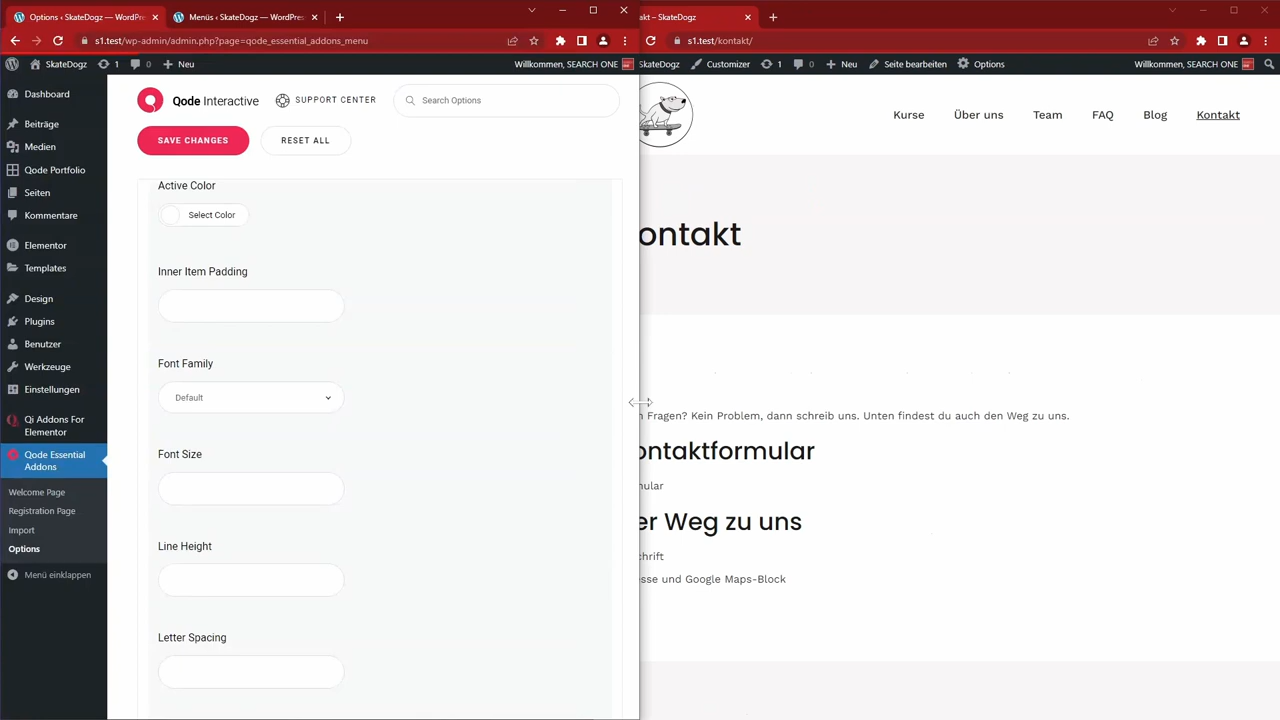 Options ‹ SkateDogz — WordPre
Menüs ‹ SkateDogz — WordPress
s1.test/wp-admin/admin.php?page=qode_essential_addons_menu
SkateDogz
1
0
Neu
Willkommen, SEARCH ONE
Dashboard
Beiträge
Medien
Qode Portfolio
Seiten
Kommentare
Elementor
Templates
Design
Plugins
Benutzer
Werkzeuge
Einstellungen
Qi Addons For
Elementor
Qode Essential
Addons
Welcome Page
Registration Page
Import
Options
Menü einklappen
Qode Interactive
SUPPORT CENTER
Search Options
SAVE CHANGES
RESET ALL
Active Color
Select Color
Inner Item Padding
Font Family
Default
Font Size
Line Height
Letter Spacing
akt – SkateDogz
s1.test/kontakt/
SkateDogz
Customizer
1
0
Neu
Seite bearbeiten
Options
Willkommen, SEARCH ONE
Kurse
Über uns
Team
FAQ
Blog
Kontakt
ontakt
n Fragen? Kein Problem, dann schreib uns. Unten findest du auch den Weg zu uns.
ontaktformular
mular
er Weg zu uns
chrift
esse und Google Maps-Block